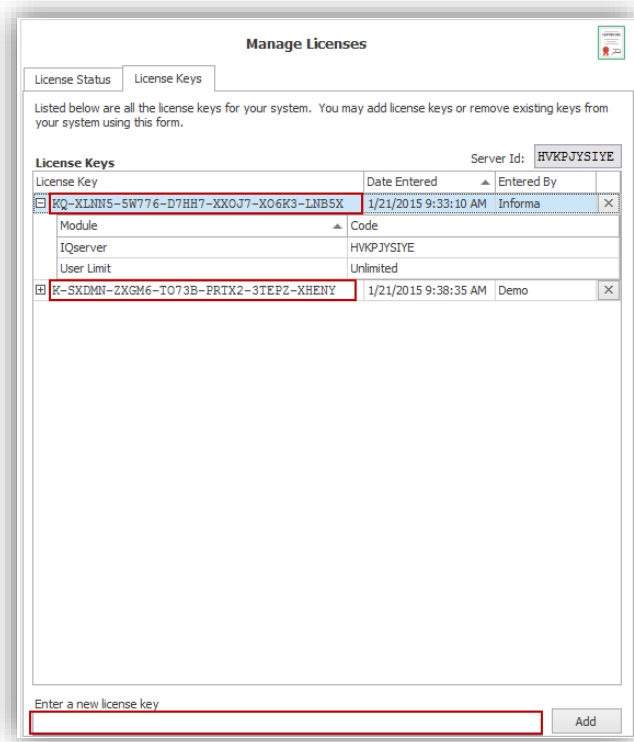 Manage Licenses
License Status License Keys
Listed below are all the license keys for your system. You may add license keys or remove existing keys from
your system using this form.
License Keys Server Id: HVKPJYSIYE
License Key Date Entered Entered By
KQ-XLNN5-5W776-D7HH7-XXOJ7-XO6K3-LNB5X 1/21/2015 9:33:10 AM Informa
Module Code
IQserver HVKPJYSIYE
User Limit Unlimited
K-SXDMN-ZXGM6-TO73B-PRTX2-3TEPZ-XHENY 1/21/2015 9:38:35 AM Demo
Enter a new license key
Add